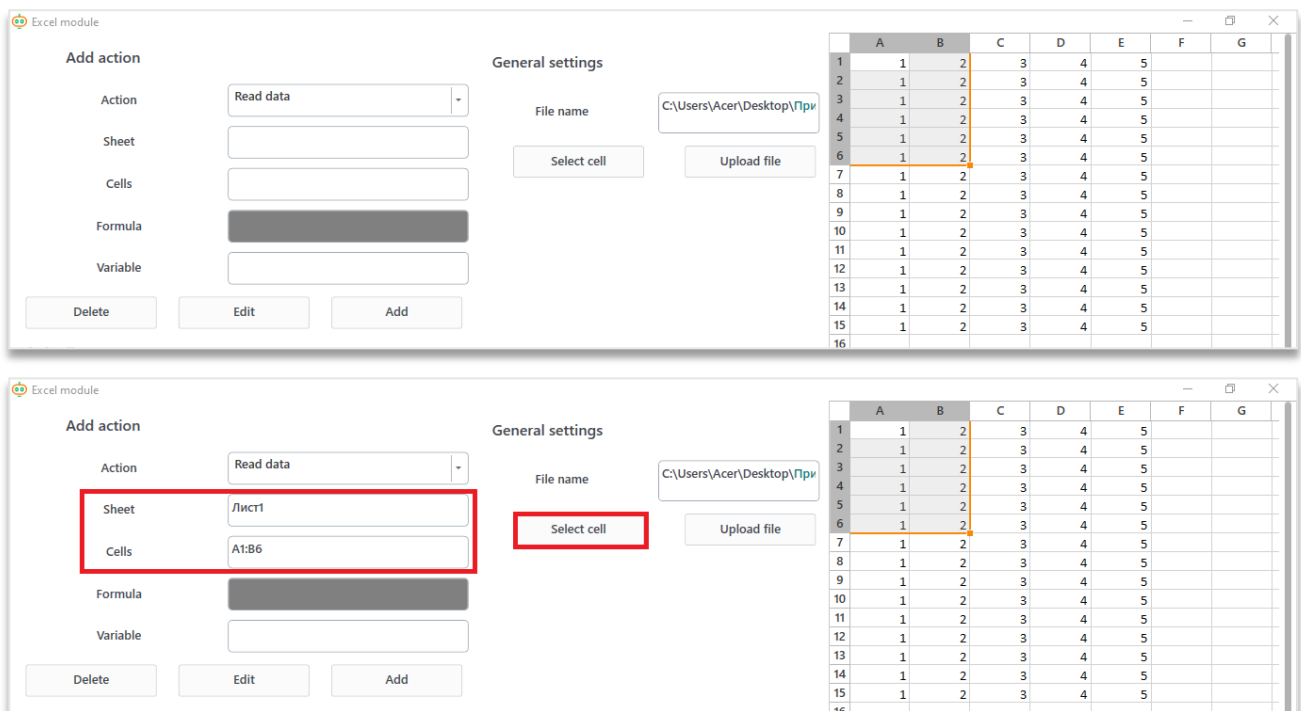 Excel module
Add action
General settings
Action Read data
File name C:\Users\Acer\Desktop\При
Sheet
Select cell Upload file
Cells
Formula
Variable
Delete Edit Add
A B C D E F G
1 1 2 3 4 5
2 1 2 3 4 5
3 1 2 3 4 5
4 1 2 3 4 5
5 1 2 3 4 5
6 1 2 3 4 5
7 1 2 3 4 5
8 1 2 3 4 5
9 1 2 3 4 5
10 1 2 3 4 5
11 1 2 3 4 5
12 1 2 3 4 5
13 1 2 3 4 5
14 1 2 3 4 5
15 1 2 3 4 5
16
Excel module
Add action
General settings
Action Read data
File name C:\Users\Acer\Desktop\При
Sheet Лист1
Select cell Upload file
Cells A1:B6
Formula
Variable
Delete Edit Add
A B C D E F G
1 1 2 3 4 5
2 1 2 3 4 5
3 1 2 3 4 5
4 1 2 3 4 5
5 1 2 3 4 5
6 1 2 3 4 5
7 1 2 3 4 5
8 1 2 3 4 5
9 1 2 3 4 5
10 1 2 3 4 5
11 1 2 3 4 5
12 1 2 3 4 5
13 1 2 3 4 5
14 1 2 3 4 5
15 1 2 3 4 5